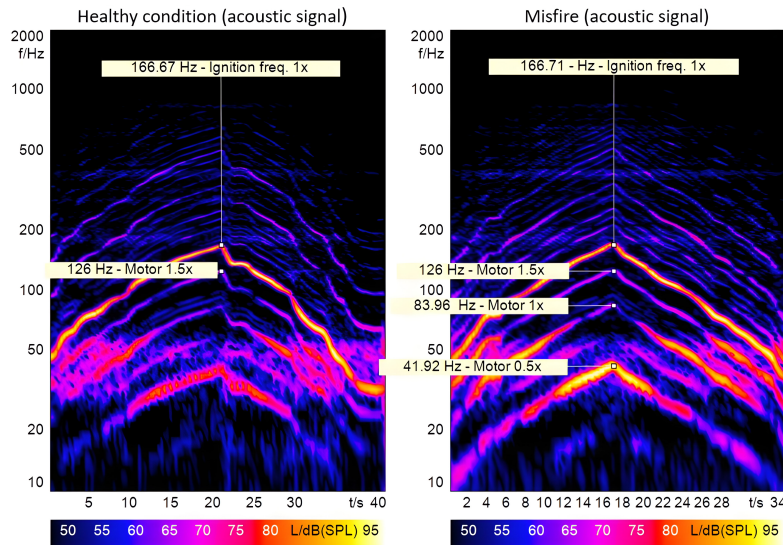 Healthy condition (acoustic signal)
Misfire (acoustic signal)
2000
f/Hz
1000
500
200
100
50
20
10
166.67 Hz - Ignition freq. 1x
126 Hz - Motor 1.5x
5 10 15 20 25 30 t/s 40
50 55 60 65 70 75 80 L/dB(SPL) 95
2000
f/Hz
1000
500
200
100
50
20
10
166.71 - Hz - Ignition freq. 1x
126 Hz - Motor 1.5x
83.96 Hz - Motor 1x
41.92 Hz - Motor 0.5x
2 4 6 8 10 12 14 16 18 20 22 24 26 28 t/s 34
50 55 60 65 70 75 80 L/dB(SPL) 95